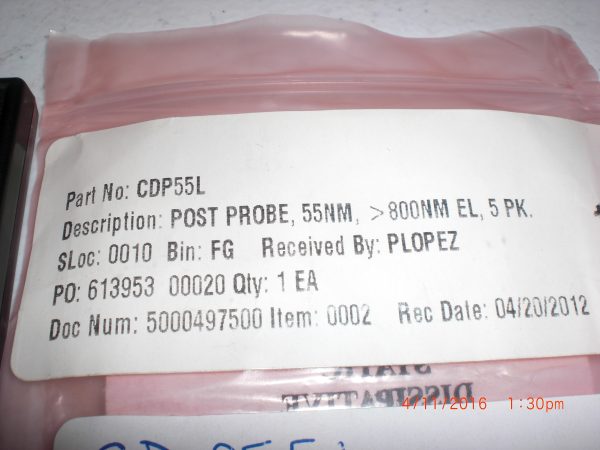 Part No: CDP55L
Description: POST PROBE, 55NM, >800NM EL, 5 PK.
SLoc: 0010 Bin: FG Received By: PLOPEZ
PO: 613953 00020 Qty: 1 EA
Doc Num: 5000497500 Item: 0002 Rec Date: 04/20/2012
STATIC
DISSIPATIVE
4/11/2016 1:30pm